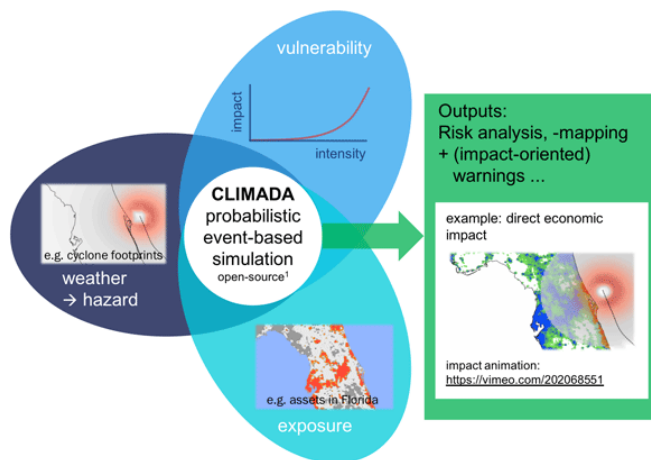 vulnerability
impact
intensity
CLIMADA
probabilistic
event-based
simulation
open-source¹
e.g. cyclone footprints
weather
→ hazard
e.g. assets in Florida
exposure
Outputs:
Risk analysis, -mapping
+ (impact-oriented)
warnings ...
example: direct economic
impact
impact animation:
https://vimeo.com/202068551